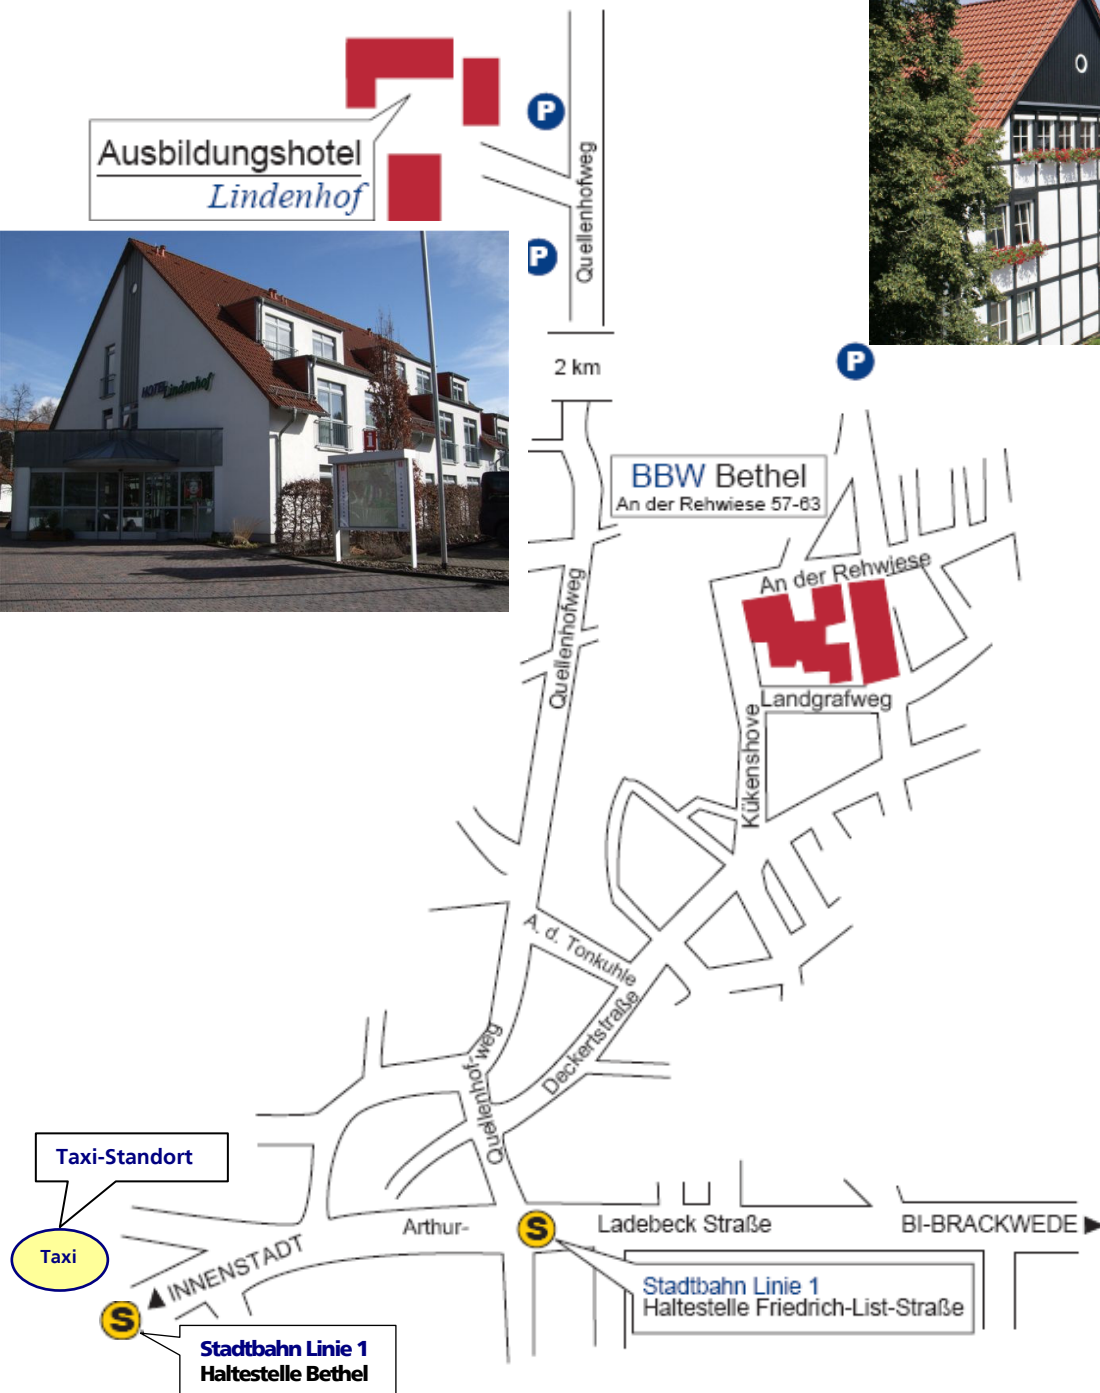 P
Ausbildungshotel
Lindenhof
Quellenhofweg
P
HOTEL Lindenhof
i
2 km
P
BBW Bethel
An der Rehwiese 57-63
An der Rehwiese
Quellenhofweg
Landgrafweg
Kükenshove
A. d. Tonkuhle
Deckertstraße
Quellenhof-weg
Taxi-Standort
Taxi
Arthur-
S
Ladebeck Straße
BI-BRACKWEDE
INNENSTADT
Stadtbahn Linie 1
Haltestelle Friedrich-List-Straße
S
Stadtbahn Linie 1
Haltestelle Bethel